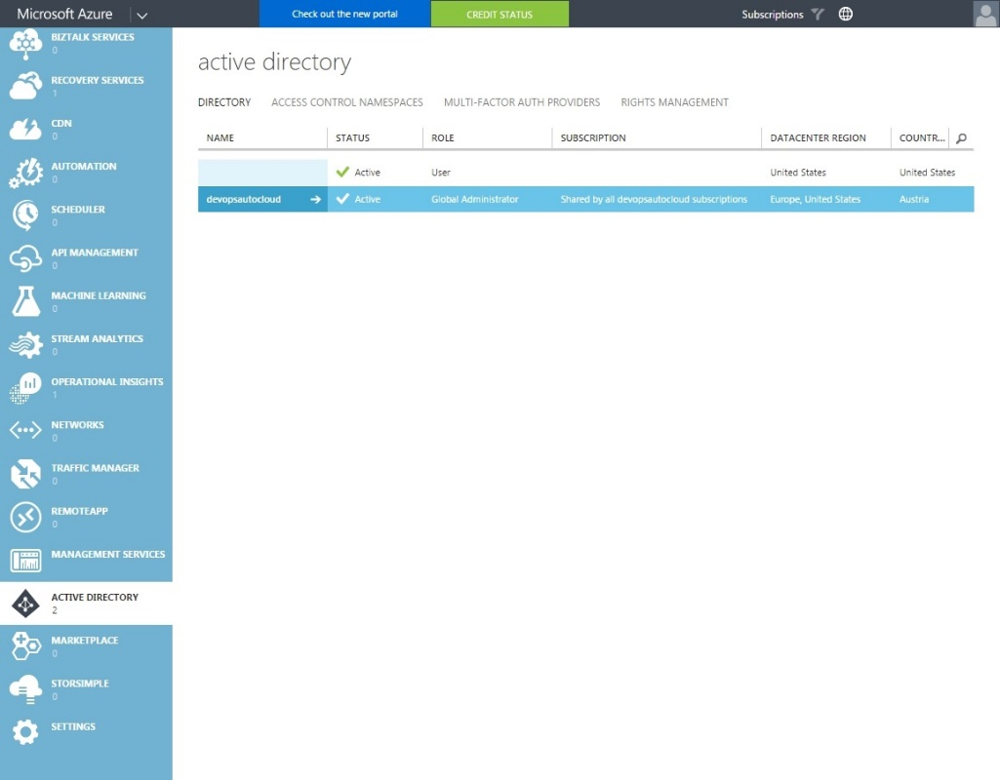 Microsoft Azure
Check out the new portal
CREDIT STATUS
Subscriptions
BIZTALK SERVICES
0
RECOVERY SERVICES
1
CDN
0
AUTOMATION
0
SCHEDULER
0
API MANAGEMENT
0
MACHINE LEARNING
0
STREAM ANALYTICS
0
OPERATIONAL INSIGHTS
1
NETWORKS
0
TRAFFIC MANAGER
0
REMOTEAPP
0
MANAGEMENT SERVICES
ACTIVE DIRECTORY
2
MARKETPLACE
0
STORSIMPLE
0
SETTINGS
active directory
DIRECTORY ACCESS CONTROL NAMESPACES MULTI-FACTOR AUTH PROVIDERS RIGHTS MANAGEMENT
NAME STATUS ROLE SUBSCRIPTION DATACENTER REGION COUNTR...
Active User United States United States
devopsautocloud Active Global Administrator Shared by all devopsautocloud subscriptions Europe, United States Austria